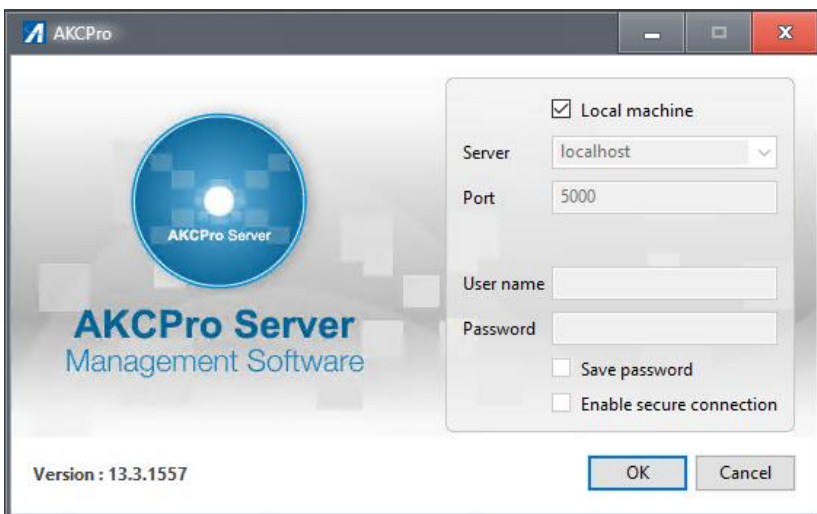 AKCPro
Local machine
Server localhost
Port 5000
AKCPro Server
User name
Password
AKCPro Server
Management Software
Save password
Enable secure connection
Version : 13.3.1557
OK Cancel